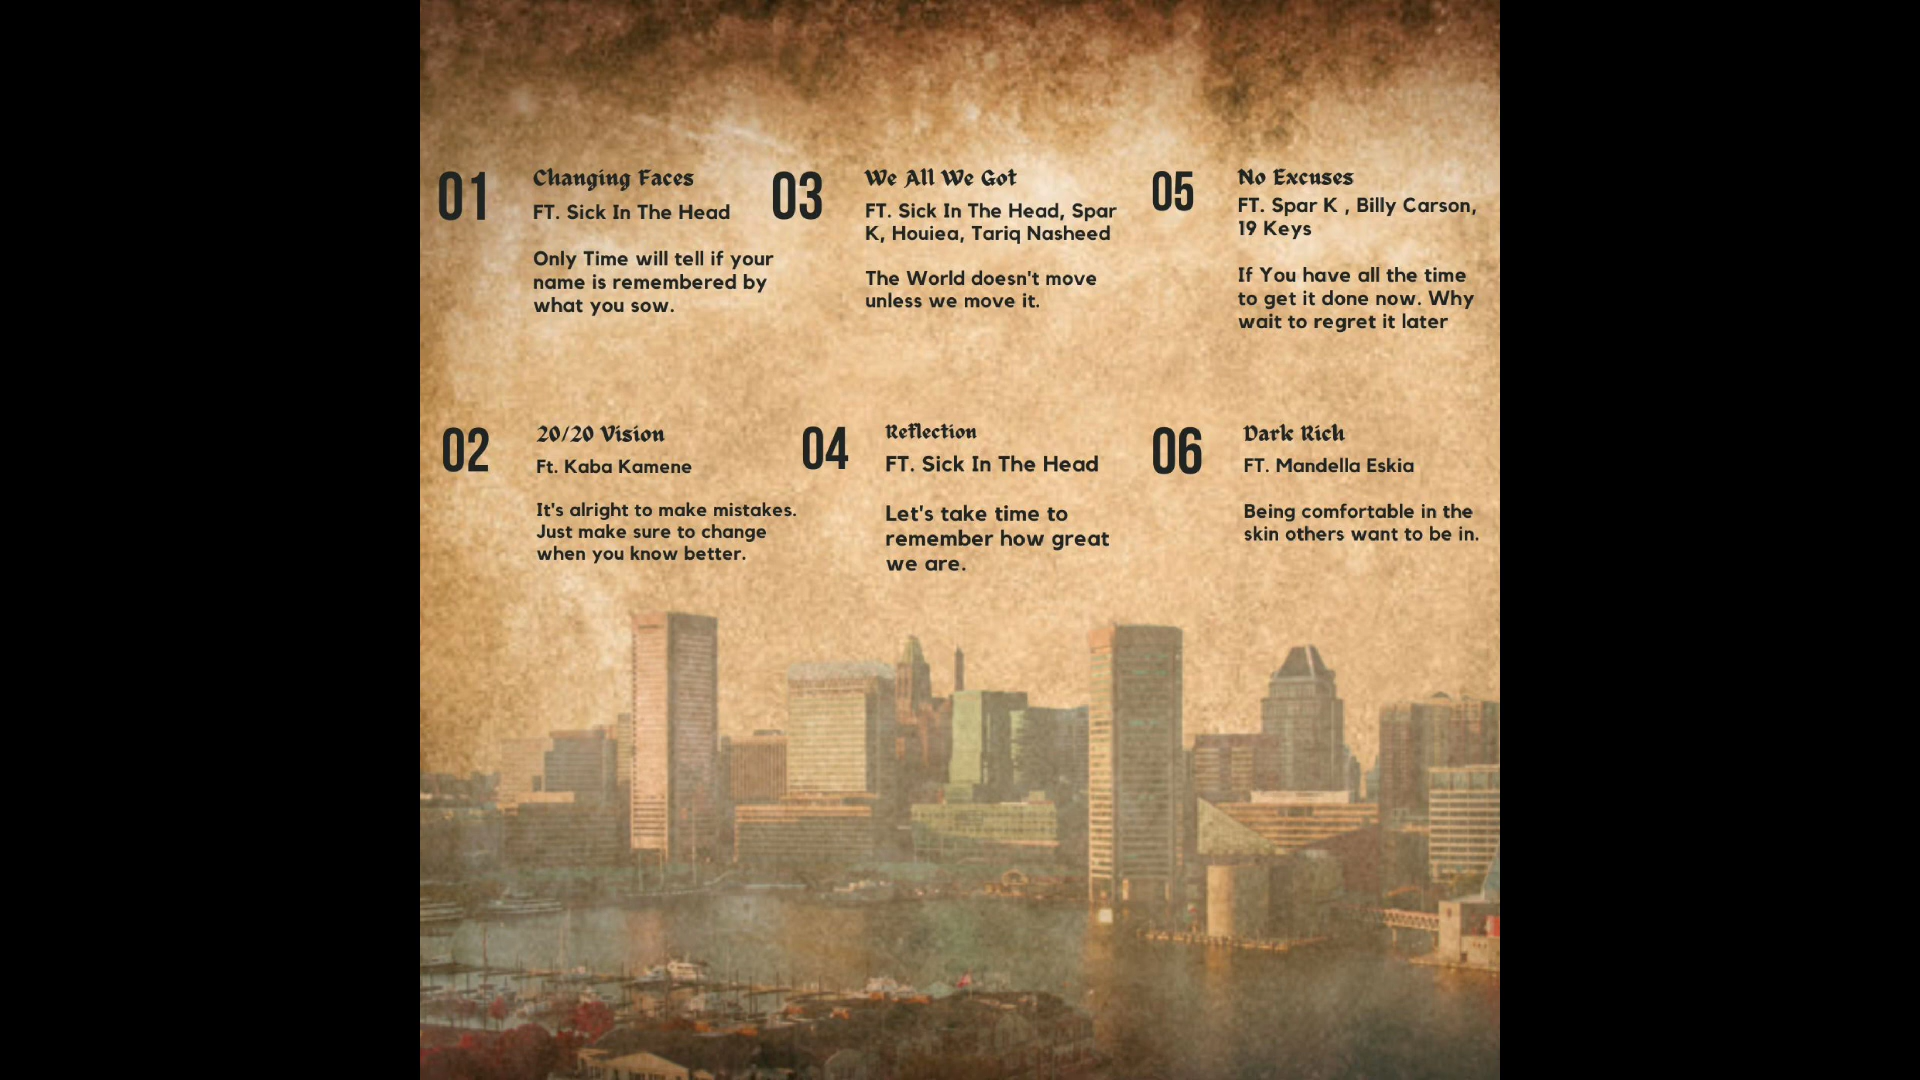 01
Changing Faces
FT. Sick In The Head
Only Time will tell if your
name is remembered by
what you sow.
02
20/20 Vision
Ft. Kaba Kamene
It's alright to make mistakes.
Just make sure to change
when you know better.
03
We All We Got
FT. Sick In The Head, Spar
K, Houiea, Tariq Nasheed
The World doesn't move
unless we move it.
04
Reflection
FT. Sick In The Head
Let's take time to
remember how great
we are.
05
No Excuses
FT. Spar K , Billy Carson,
19 Keys
If You have all the time
to get it done now. Why
wait to regret it later
06
Dark Rich
FT. Mandella Eskia
Being comfortable in the
skin others want to be in.